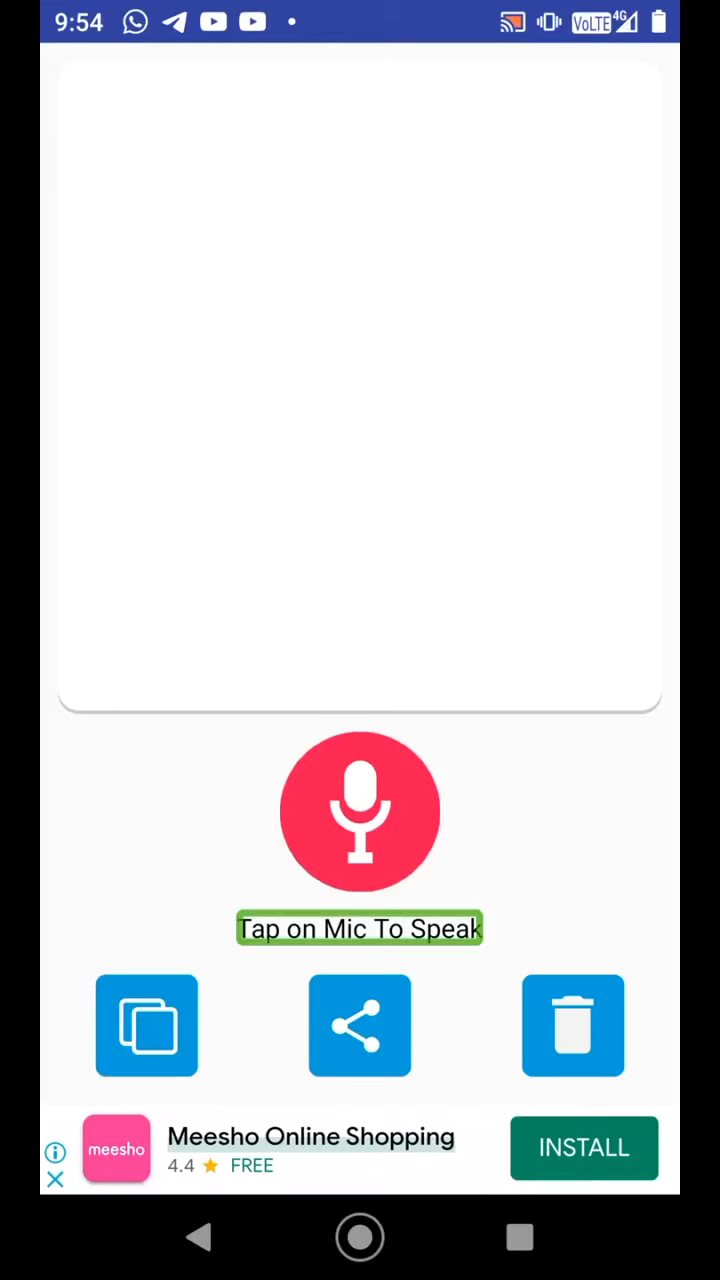 9:54 VoLTE 4G
Tap on Mic To Speak
meesho
Meesho Online Shopping
4.4 ★ FREE
INSTALL